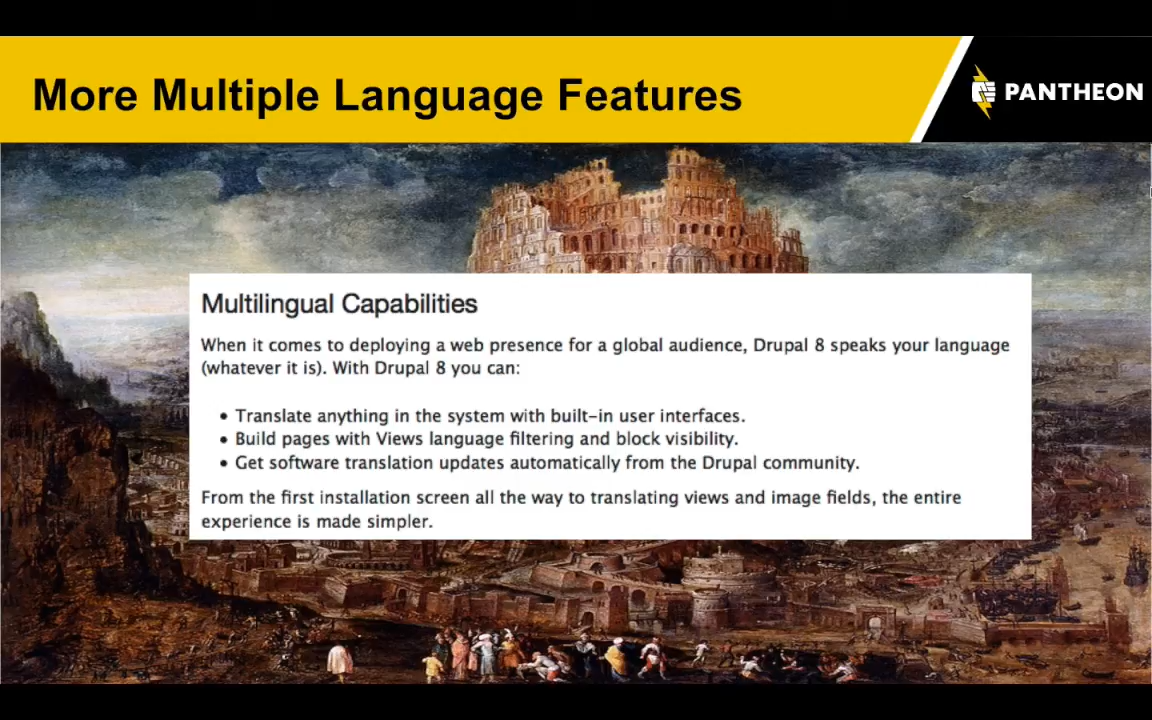 More Multiple Language Features
PANTHEON
Multilingual Capabilities
When it comes to deploying a web presence for a global audience, Drupal 8 speaks your language
(whatever it is). With Drupal 8 you can:
• Translate anything in the system with built-in user interfaces.
• Build pages with Views language filtering and block visibility.
• Get software translation updates automatically from the Drupal community.
From the first installation screen all the way to translating views and image fields, the entire
experience is made simpler.